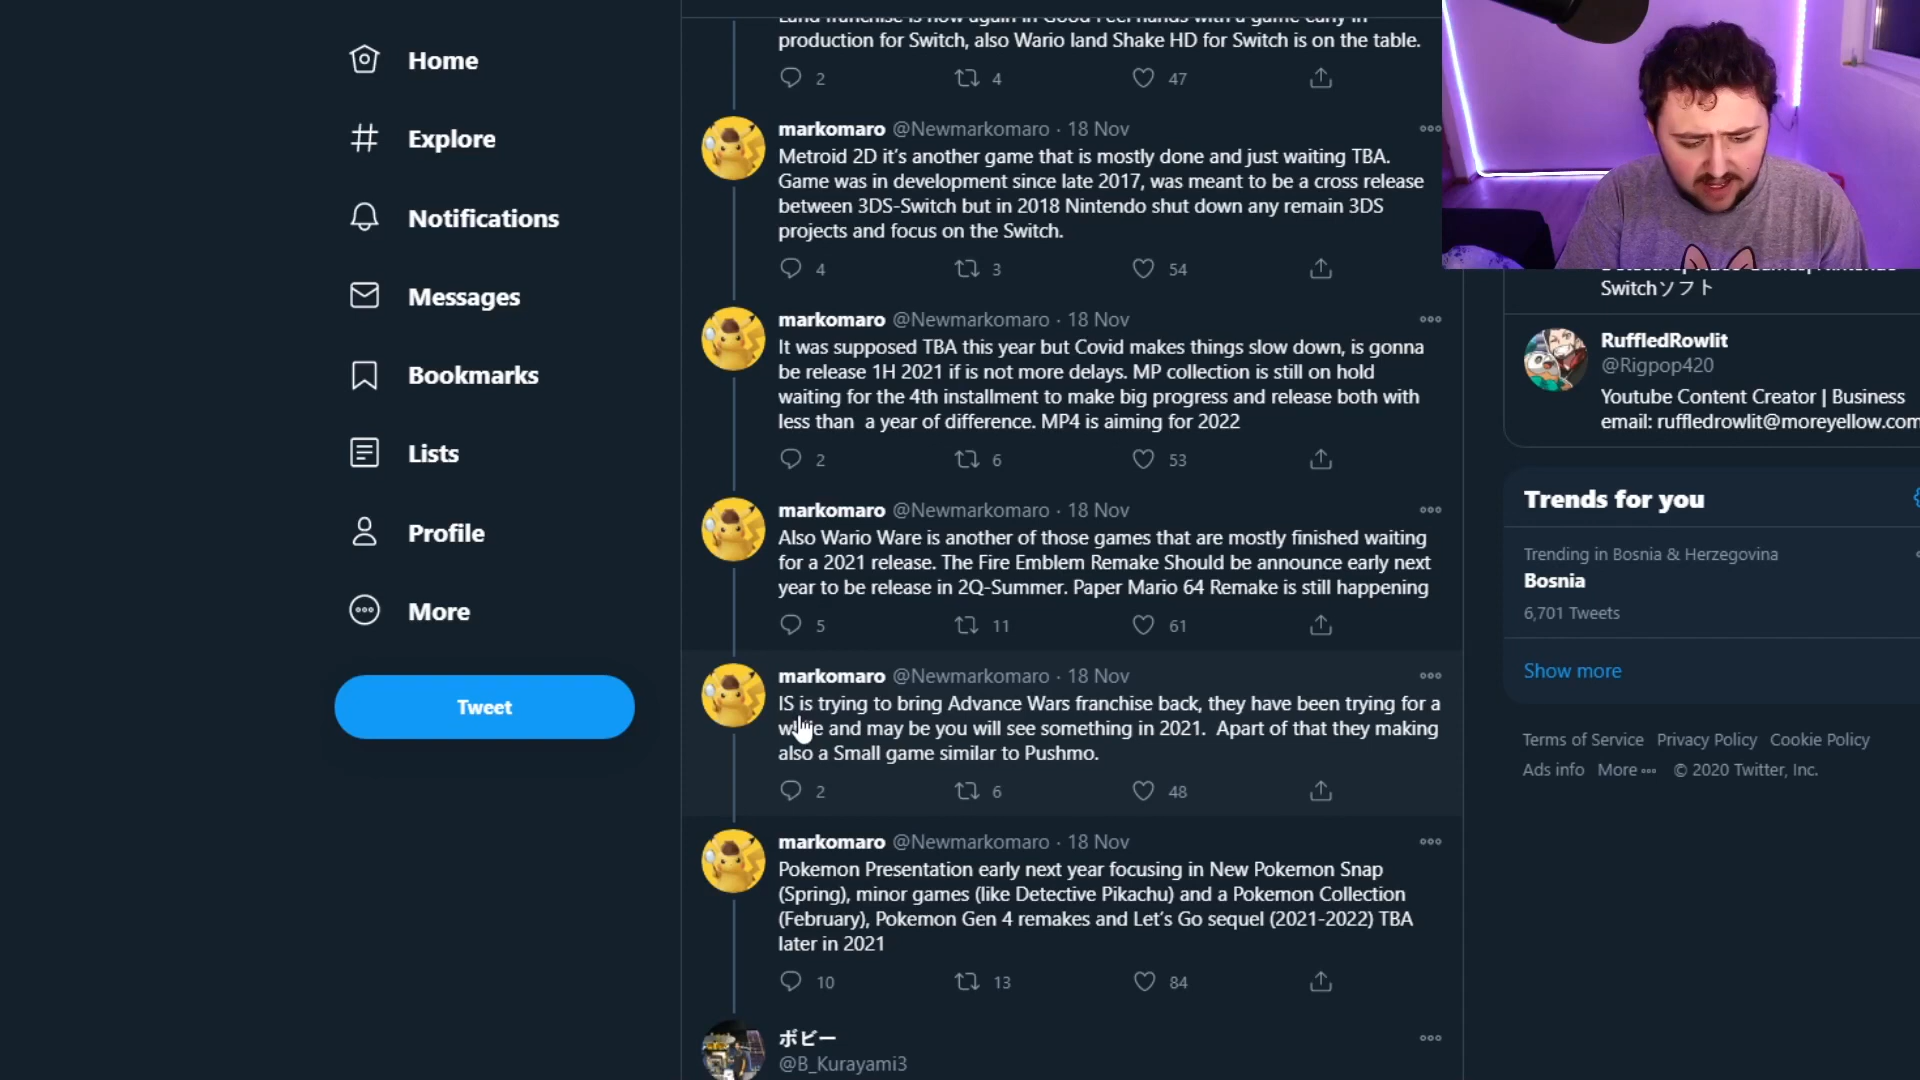 Home
Explore
Notifications
Messages
Bookmarks
Lists
Profile
More
Tweet
Land franchise is now again in Good Feel hands with a game early in
production for Switch, also Wario land Shake HD for Switch is on the table.
2 4 47
markomaro @Newmarkomaro · 18 Nov
Metroid 2D it's another game that is mostly done and just waiting TBA.
Game was in development since late 2017, was meant to be a cross release
between 3DS-Switch but in 2018 Nintendo shut down any remain 3DS
projects and focus on the Switch.
4 3 54
markomaro @Newmarkomaro · 18 Nov
It was supposed TBA this year but Covid makes things slow down, is gonna
be release 1H 2021 if is not more delays. MP collection is still on hold
waiting for the 4th installment to make big progress and release both with
less than a year of difference. MP4 is aiming for 2022
2 6 53
markomaro @Newmarkomaro · 18 Nov
Also Wario Ware is another of those games that are mostly finished waiting
for a 2021 release. The Fire Emblem Remake Should be announce early next
year to be release in 2Q-Summer. Paper Mario 64 Remake is still happening
5 11 61
markomaro @Newmarkomaro · 18 Nov
IS is trying to bring Advance Wars franchise back, they have been trying for a
and may be you will see something in 2021. Apart of that they making
also a Small game similar to Pushmo.
2 6 48
markomaro @Newmarkomaro · 18 Nov
Pokemon Presentation early next year focusing in New Pokemon Snap
(Spring), minor games (like Detective Pikachu) and a Pokemon Collection
(February), Pokemon Gen 4 remakes and Let's Go sequel (2021-2022) TBA
later in 2021
10 13 84
ボビー
@B_Kurayami3
Switchソフト
RuffledRowlit
@Rigpop420
Youtube Content Creator | Business
email: ruffledrowlit@moreyellow.com
Trends for you
Trending in Bosnia & Herzegovina
Bosnia
6,701 Tweets
Show more
Terms of Service Privacy Policy Cookie Policy
Ads info More © 2020 Twitter, Inc.